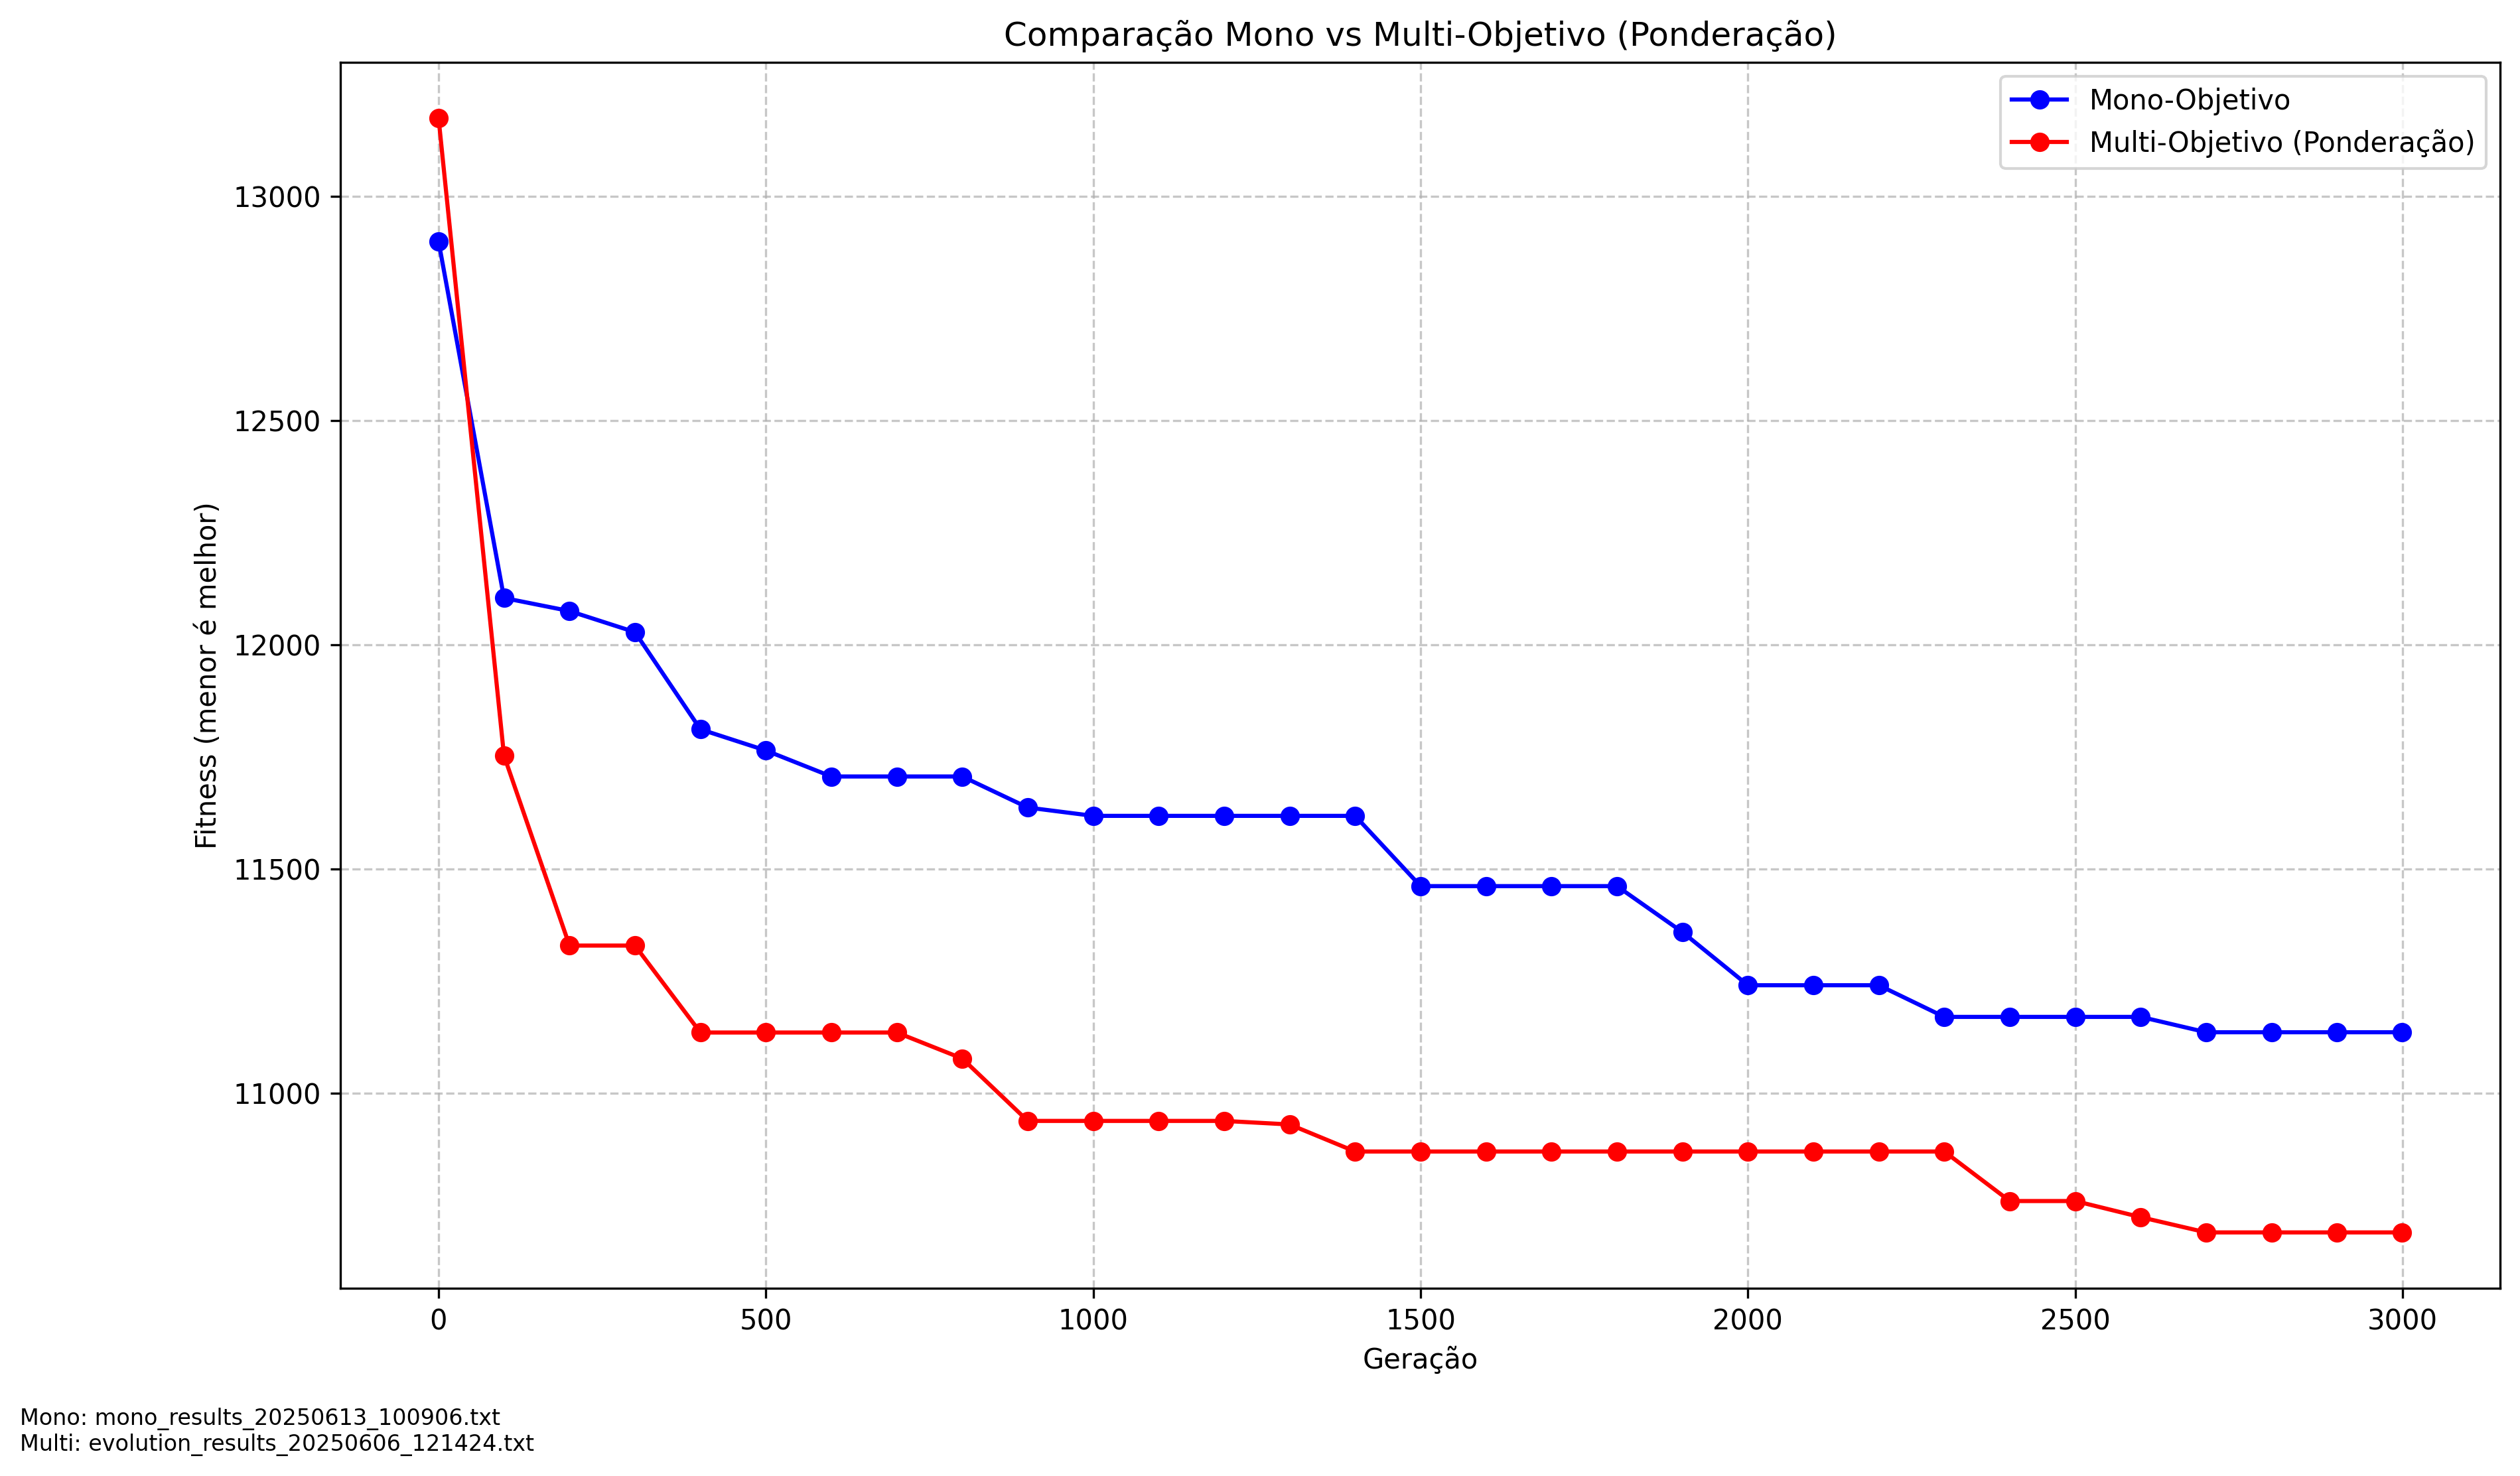 Comparação Mono vs Multi-Objetivo (Ponderação)
Mono-Objetivo
Multi-Objetivo (Ponderação)
Fitness (menor é melhor)
13000
12500
12000
11500
11000
0 500 1000 1500 2000 2500 3000
Geração
Mono: mono_results_20250613_100906.txt
Multi: evolution_results_20250606_121424.txt